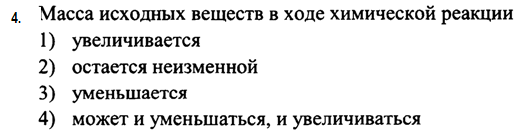 4. Масса исходных веществ в ходе химической реакции
1) увеличивается
2) остается неизменной
3) уменьшается
4) может и уменьшаться, и увеличиваться